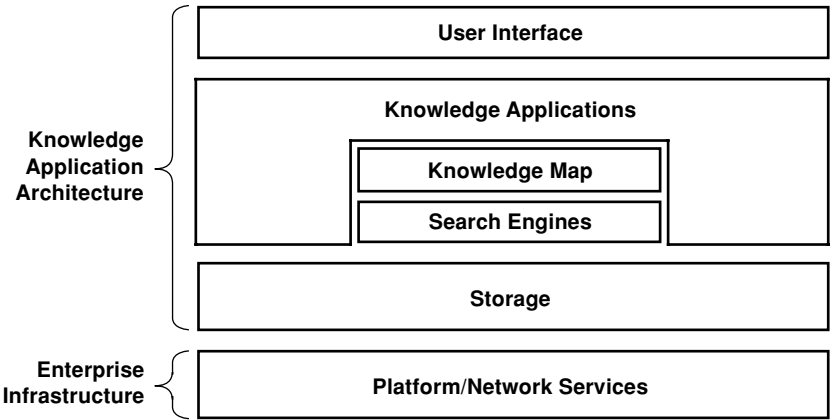 User Interface
Knowledge Applications
Knowledge
Application
Architecture
Knowledge Map
Search Engines
Storage
Enterprise
Infrastructure
Platform/Network Services